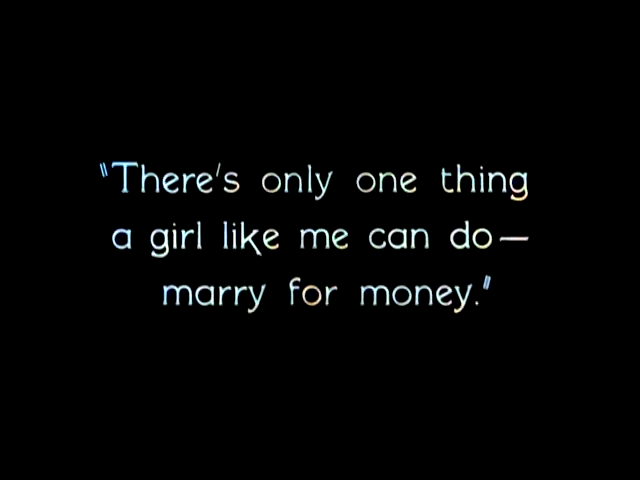 "There's only one thing
a girl like me can do—
marry for money."